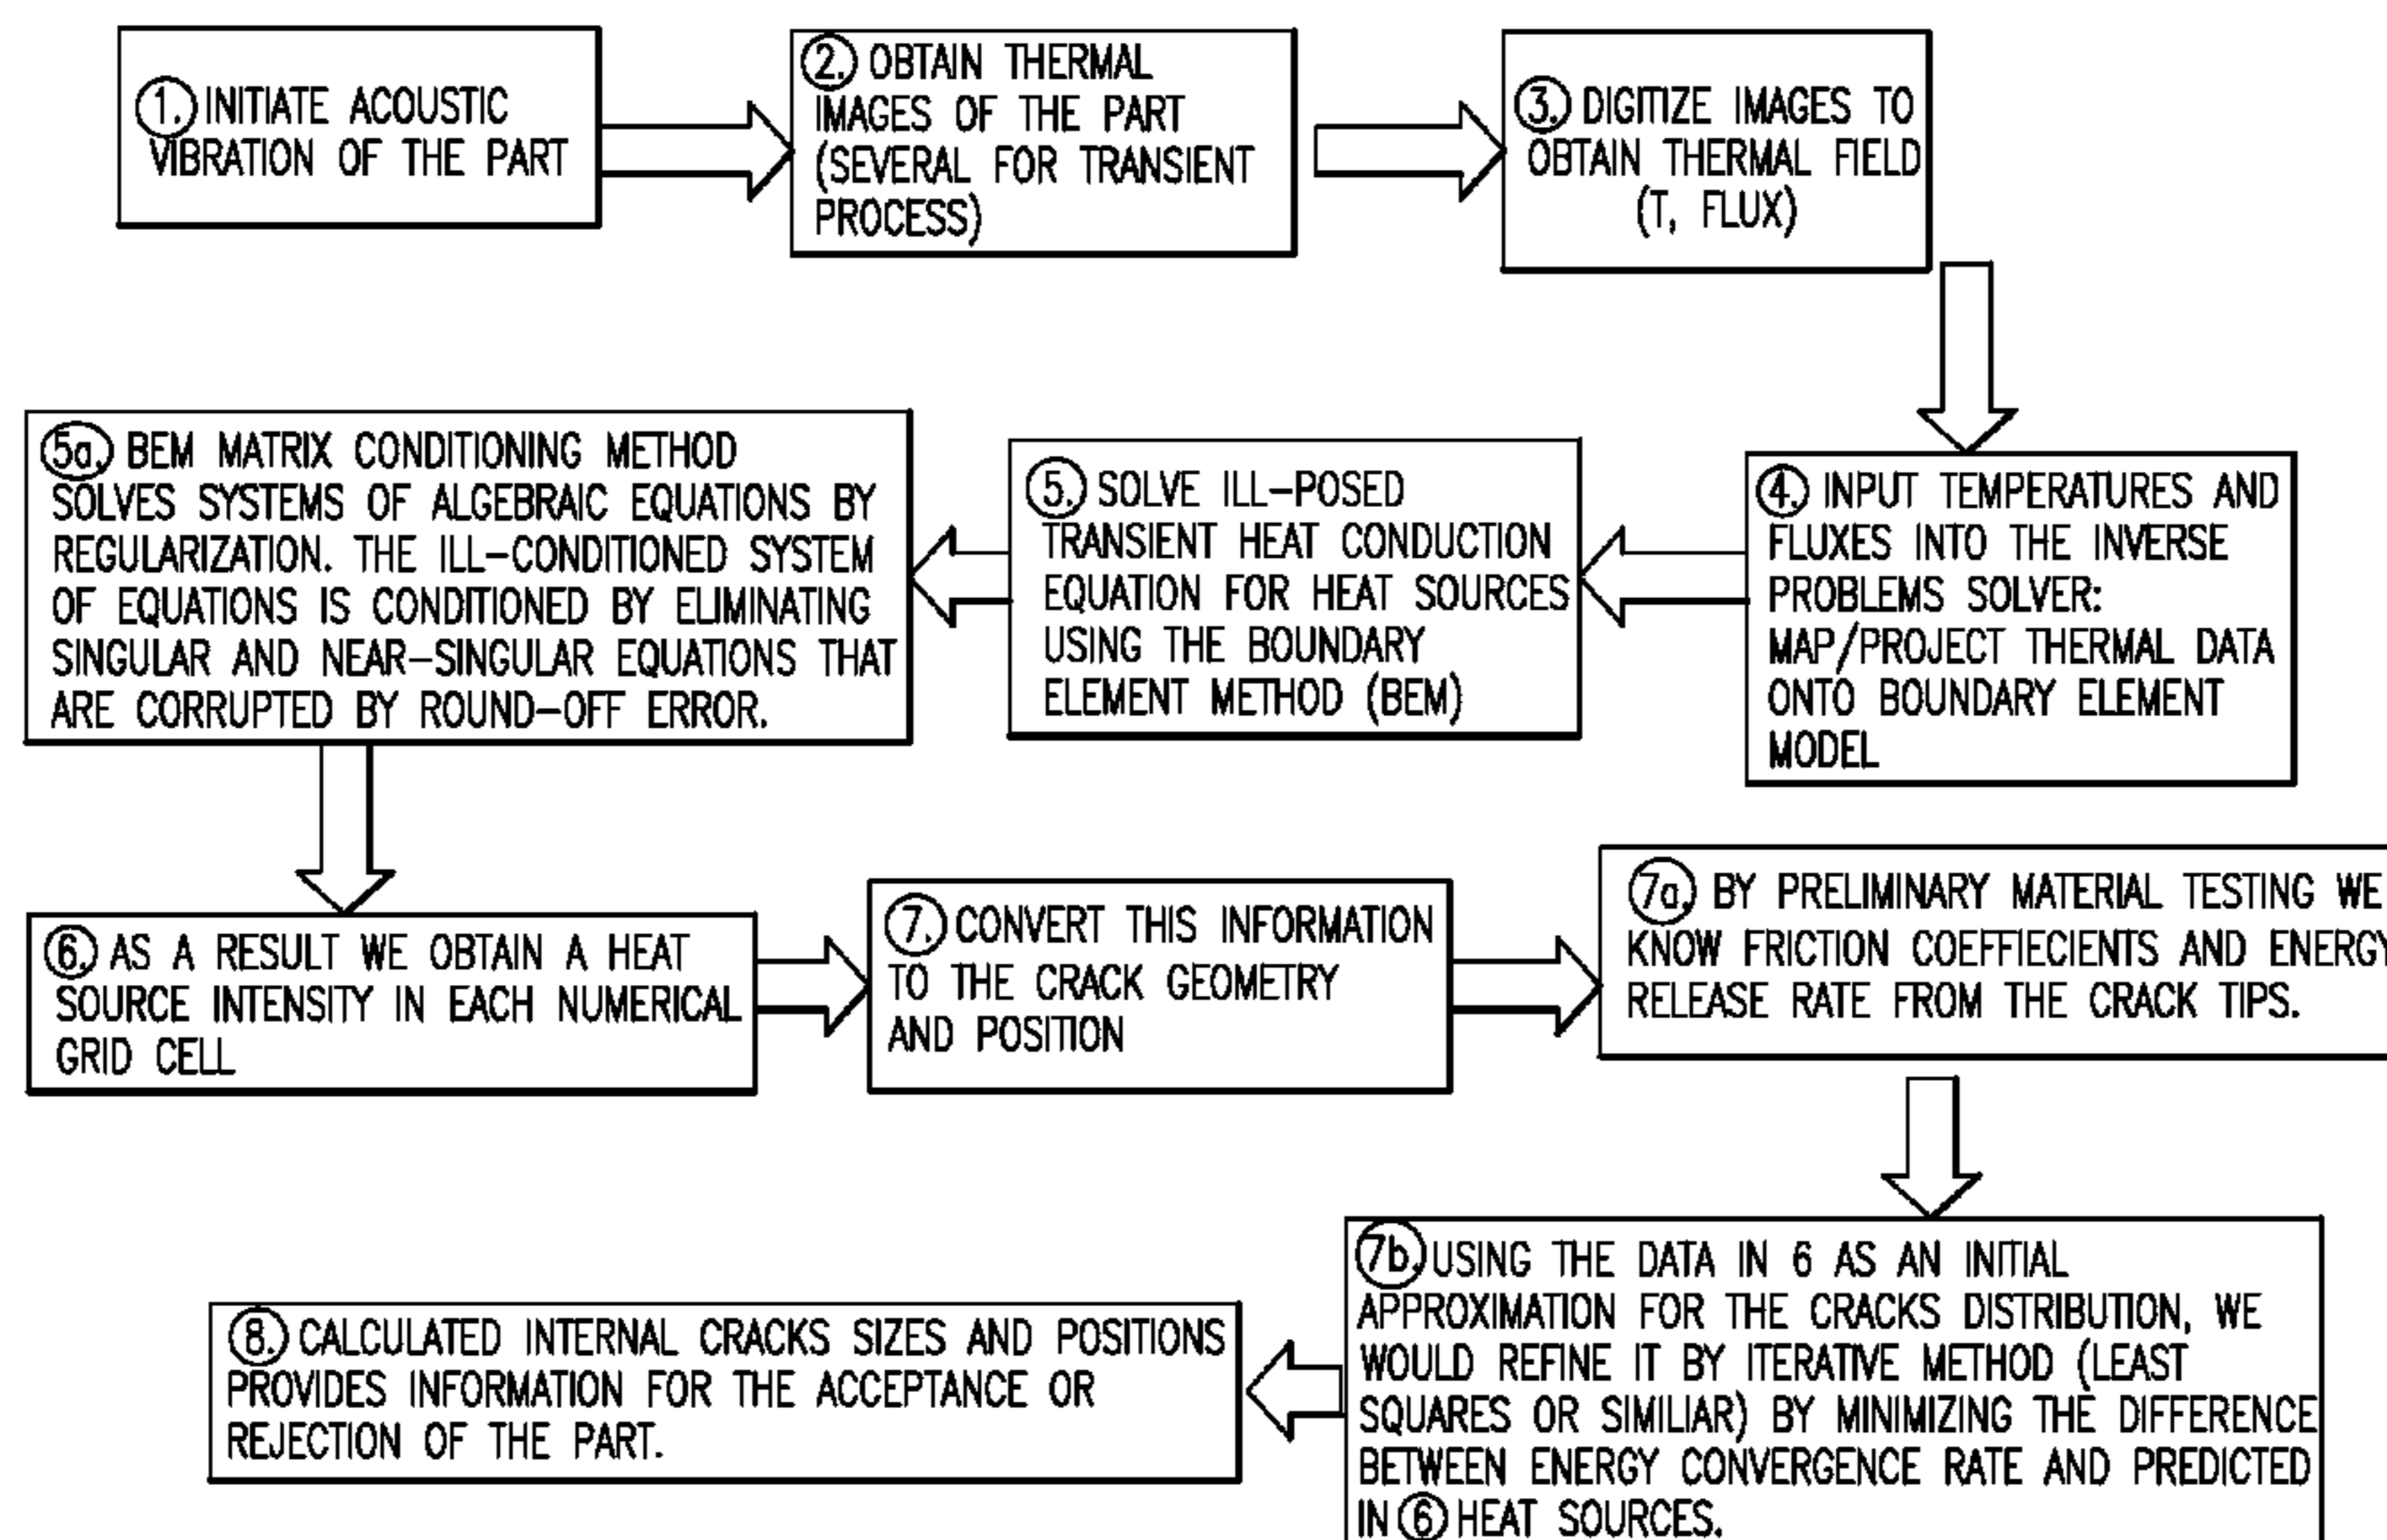 1. INITIATE ACOUSTIC
VIBRATION OF THE PART
2. OBTAIN THERMAL
IMAGES OF THE PART
(SEVERAL FOR TRANSIENT
PROCESS)
3. DIGITIZE IMAGES TO
OBTAIN THERMAL FIELD
(T, FLUX)
4. INPUT TEMPERATURES AND
FLUXES INTO THE INVERSE
PROBLEMS SOLVER:
MAP/PROJECT THERMAL DATA
ONTO BOUNDARY ELEMENT
MODEL
5. SOLVE ILL-POSED
TRANSIENT HEAT CONDUCTION
EQUATION FOR HEAT SOURCES
USING THE BOUNDARY
ELEMENT METHOD (BEM)
5a. BEM MATRIX CONDITIONING METHOD
SOLVES SYSTEMS OF ALGEBRAIC EQUATIONS BY
REGULARIZATION. THE ILL-CONDITIONED SYSTEM
OF EQUATIONS IS CONDITIONED BY ELIMINATING
SINGULAR AND NEAR-SINGULAR EQUATIONS THAT
ARE CORRUPTED BY ROUND-OFF ERROR.
6. AS A RESULT WE OBTAIN A HEAT
SOURCE INTENSITY IN EACH NUMERICAL
GRID CELL
7. CONVERT THIS INFORMATION
TO THE CRACK GEOMETRY
AND POSITION
7a. BY PRELIMINARY MATERIAL TESTING WE
KNOW FRICTION COEFFIECIENTS AND ENERGY
RELEASE RATE FROM THE CRACK TIPS.
7b. USING THE DATA IN 6 AS AN INITIAL
APPROXIMATION FOR THE CRACKS DISTRIBUTION, WE
WOULD REFINE IT BY ITERATIVE METHOD (LEAST
SQUARES OR SIMILIAR) BY MINIMIZING THE DIFFERENCE
BETWEEN ENERGY CONVERGENCE RATE AND PREDICTED
IN 6 HEAT SOURCES.
8. CALCULATED INTERNAL CRACKS SIZES AND POSITIONS
PROVIDES INFORMATION FOR THE ACCEPTANCE OR
REJECTION OF THE PART.